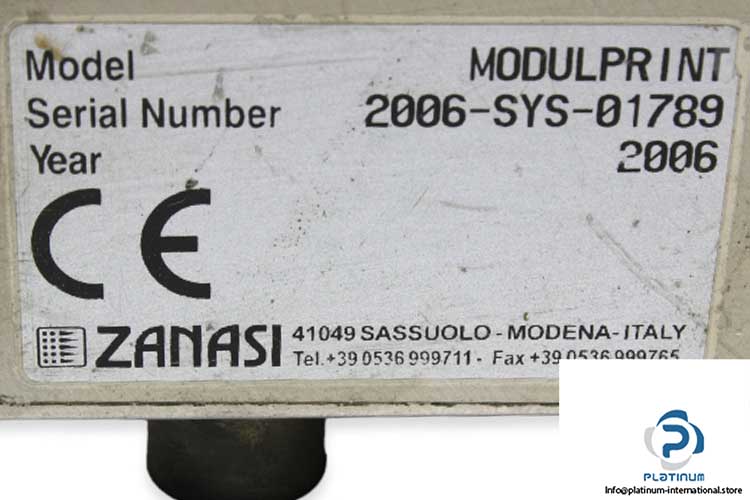 Model MODULPRINT
Serial Number 2006-SYS-01789
Year 2006
CE
ZANASI 41049 SASSUOLO - MODENA - ITALY
Tel. +39 0536 999711 - Fax +39 0536 999765
PLATINUM
Info@platinum-international.store